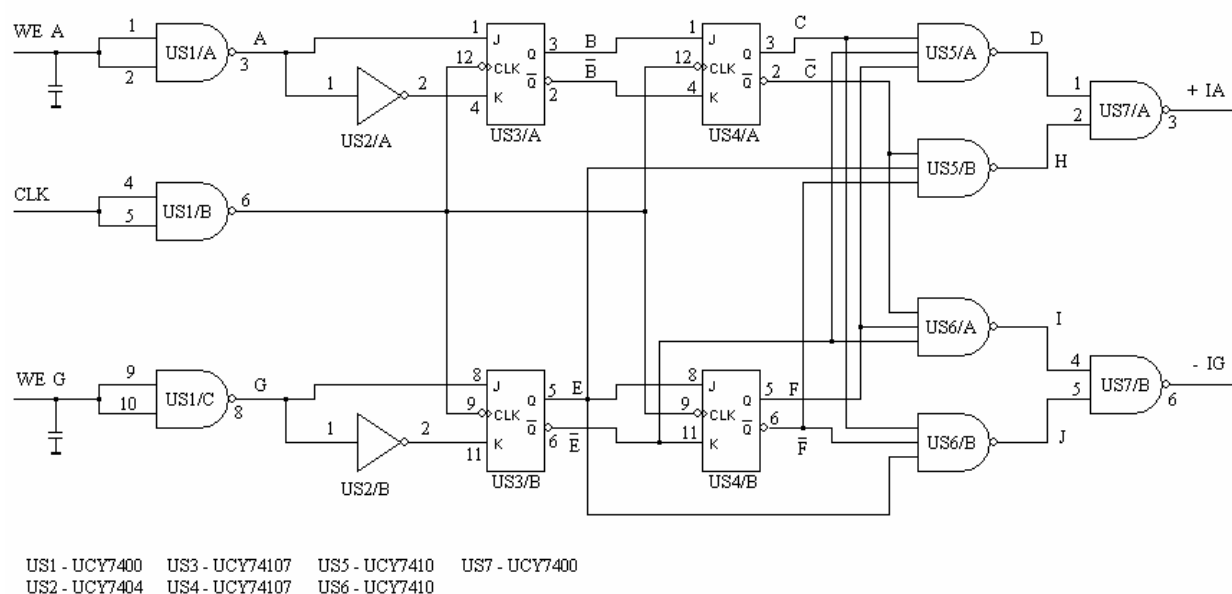 WE A
1
2
US1/A
3
A
1
2
US2/A
1
12
4
J
CLK
K
Q
Q̅
3
2
US3/A
B
B̅
1
12
4
J
CLK
K
Q
Q̅
3
2
US4/A
C
C̅
US5/A
D
US5/B
H
1
2
US7/A
3
+ IA
CLK
4
5
US1/B
6
WE G
9
10
US1/C
8
G
1
2
US2/B
8
9
11
J
CLK
K
Q
Q̅
5
6
US3/B
E
E̅
8
9
11
J
CLK
K
Q
Q̅
5
6
US4/B
F
F̅
US6/A
I
US6/B
J
4
5
US7/B
6
- IG
US1 - UCY7400 US3 - UCY74107 US5 - UCY7410 US7 - UCY7400
US2 - UCY7404 US4 - UCY74107 US6 - UCY7410